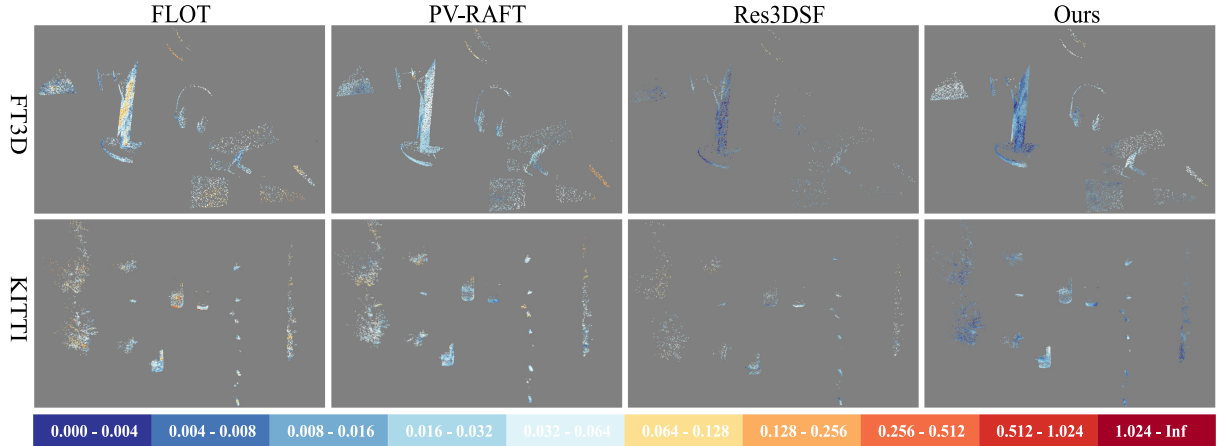 FLOT PV-RAFT Res3DSF Ours
FT3D
KITTI
0.000 - 0.004 0.004 - 0.008 0.008 - 0.016 0.016 - 0.032 0.032 - 0.064 0.064 - 0.128 0.128 - 0.256 0.256 - 0.512 0.512 - 1.024 1.024 - Inf